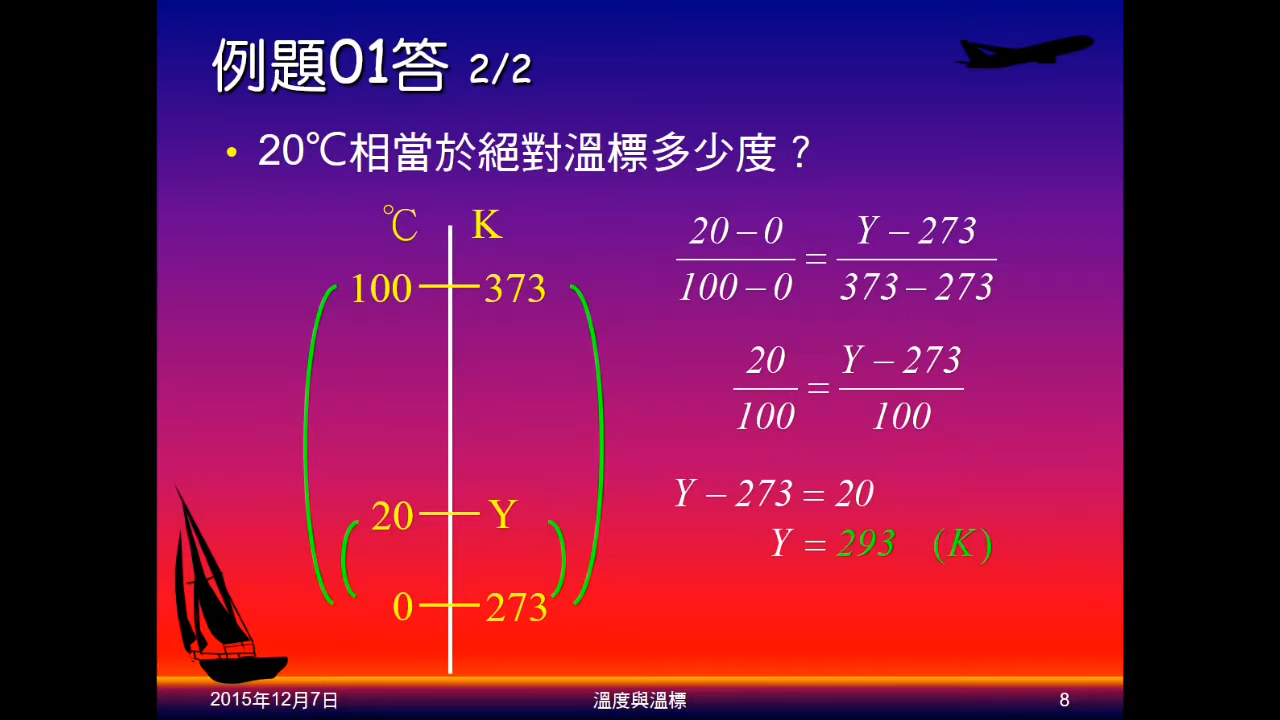 例題01答 2/2
• 20℃相當於絕對溫標多少度？
℃ K
100 373
20 Y
0 273
20 – 0 / 100 – 0 = Y – 273 / 373 – 273
20 / 100 = Y – 273 / 100
Y – 273 = 20
Y = 293 (K)
2015年12月7日 溫度與溫標 8